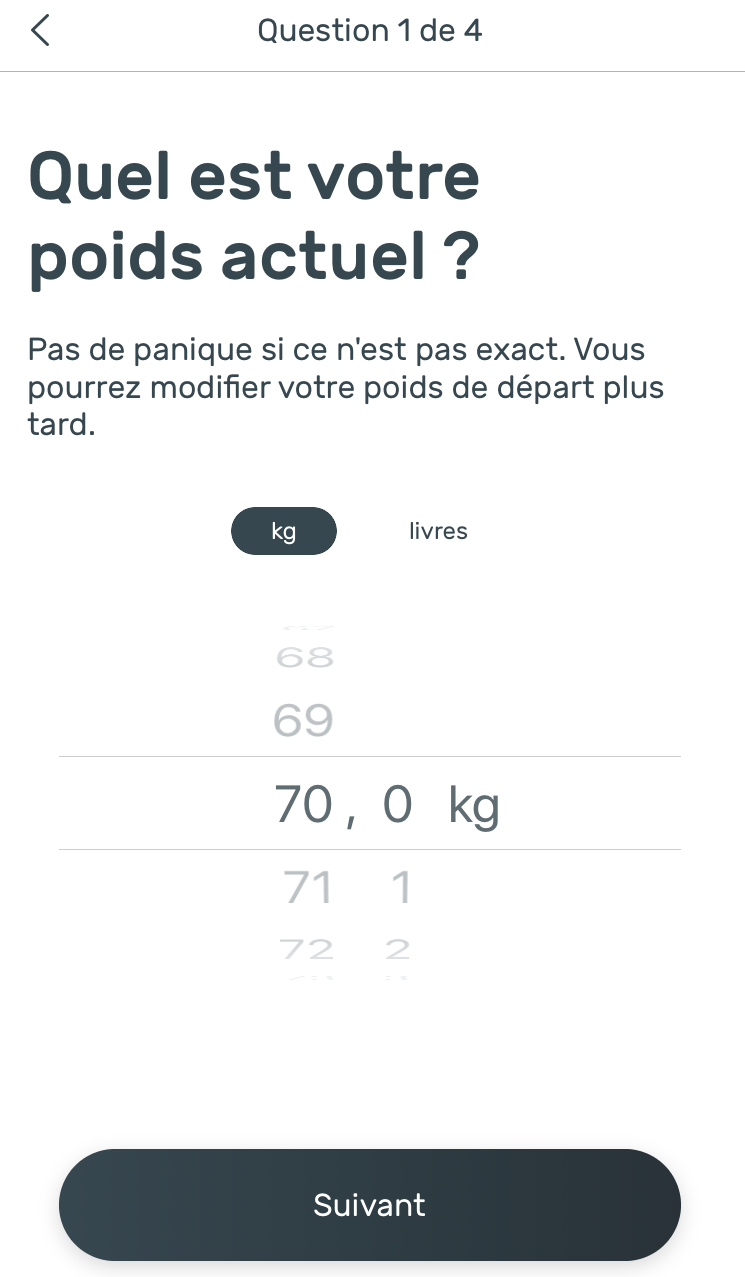 Question 1 de 4
Quel est votre
poids actuel ?
Pas de panique si ce n'est pas exact. Vous
pourrez modifier votre poids de départ plus
tard.
kg livres
68
69
70 , 0 kg
71 1
72 2
Suivant